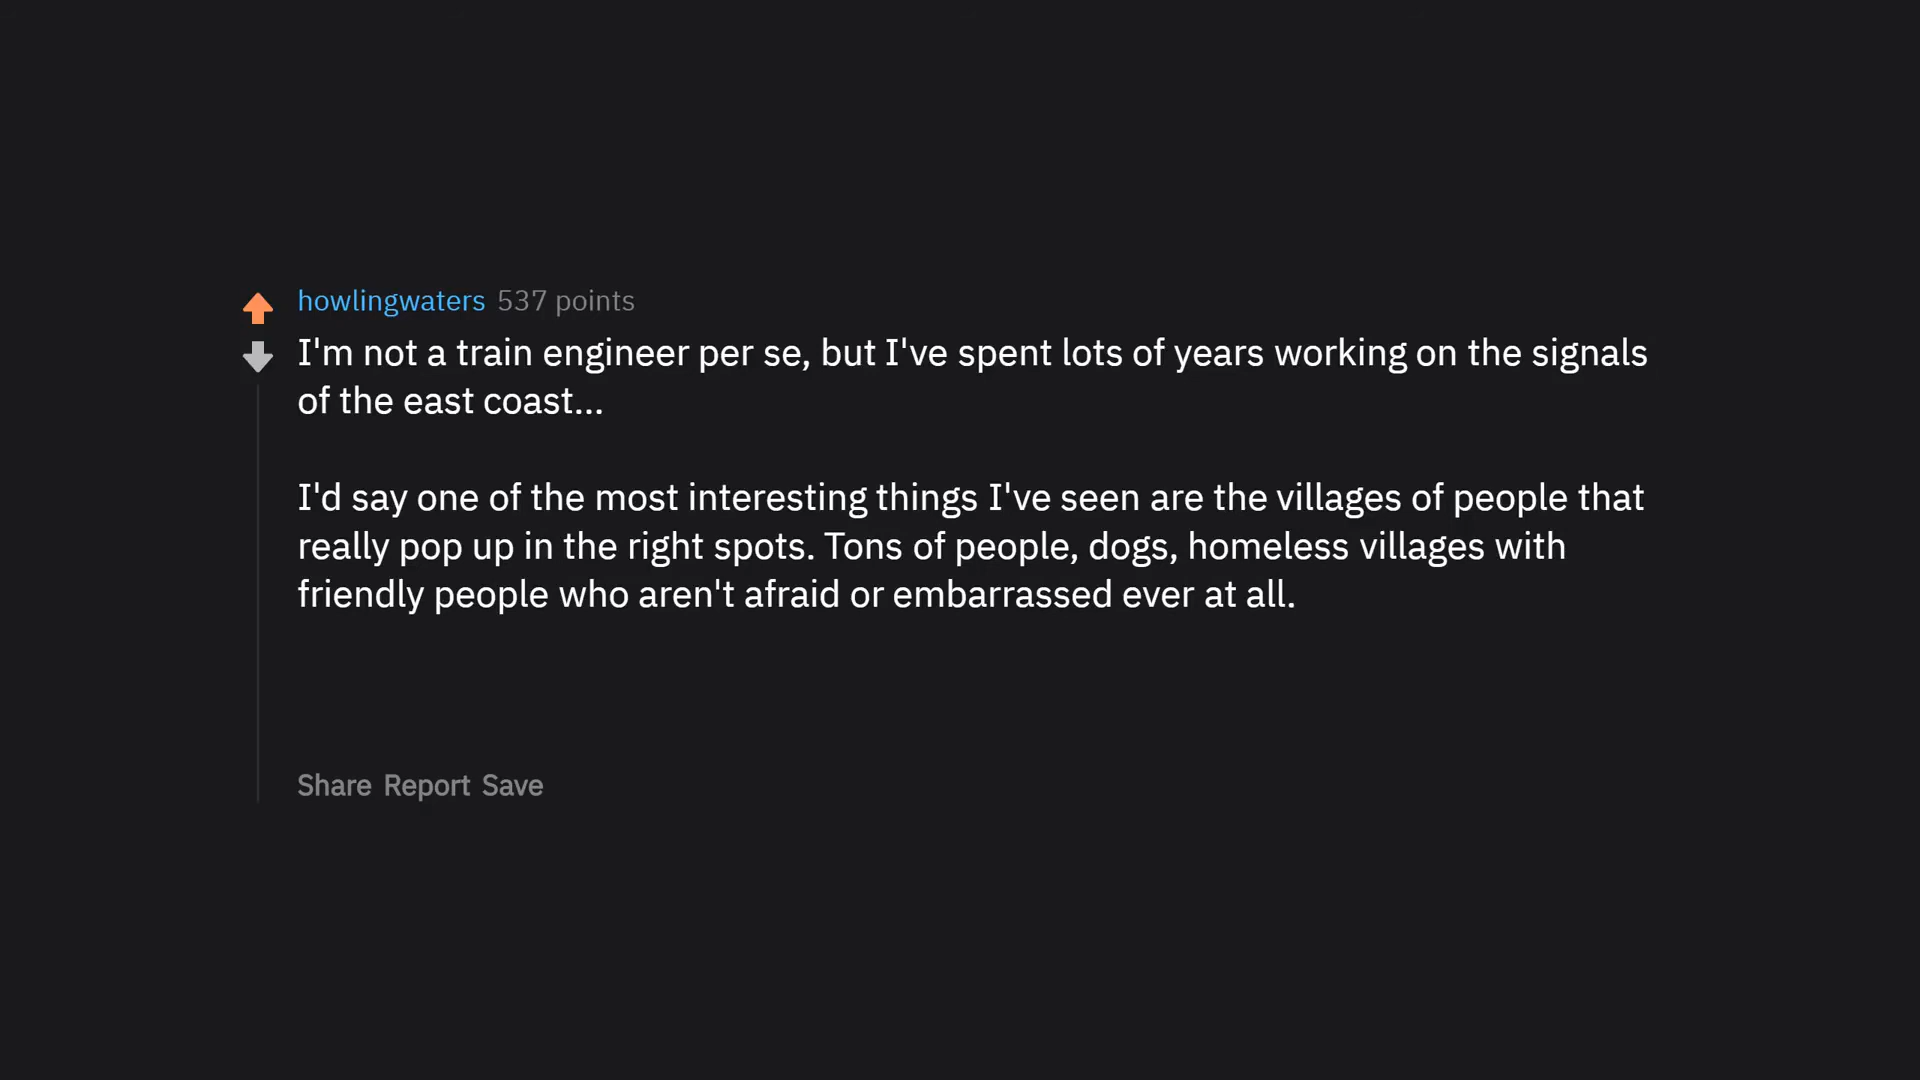 howlingwaters 537 points
I'm not a train engineer per se, but I've spent lots of years working on the signals
of the east coast...
I'd say one of the most interesting things I've seen are the villages of people that
really pop up in the right spots. Tons of people, dogs, homeless villages with
friendly people who aren't afraid or embarrassed ever at all.
Share Report Save